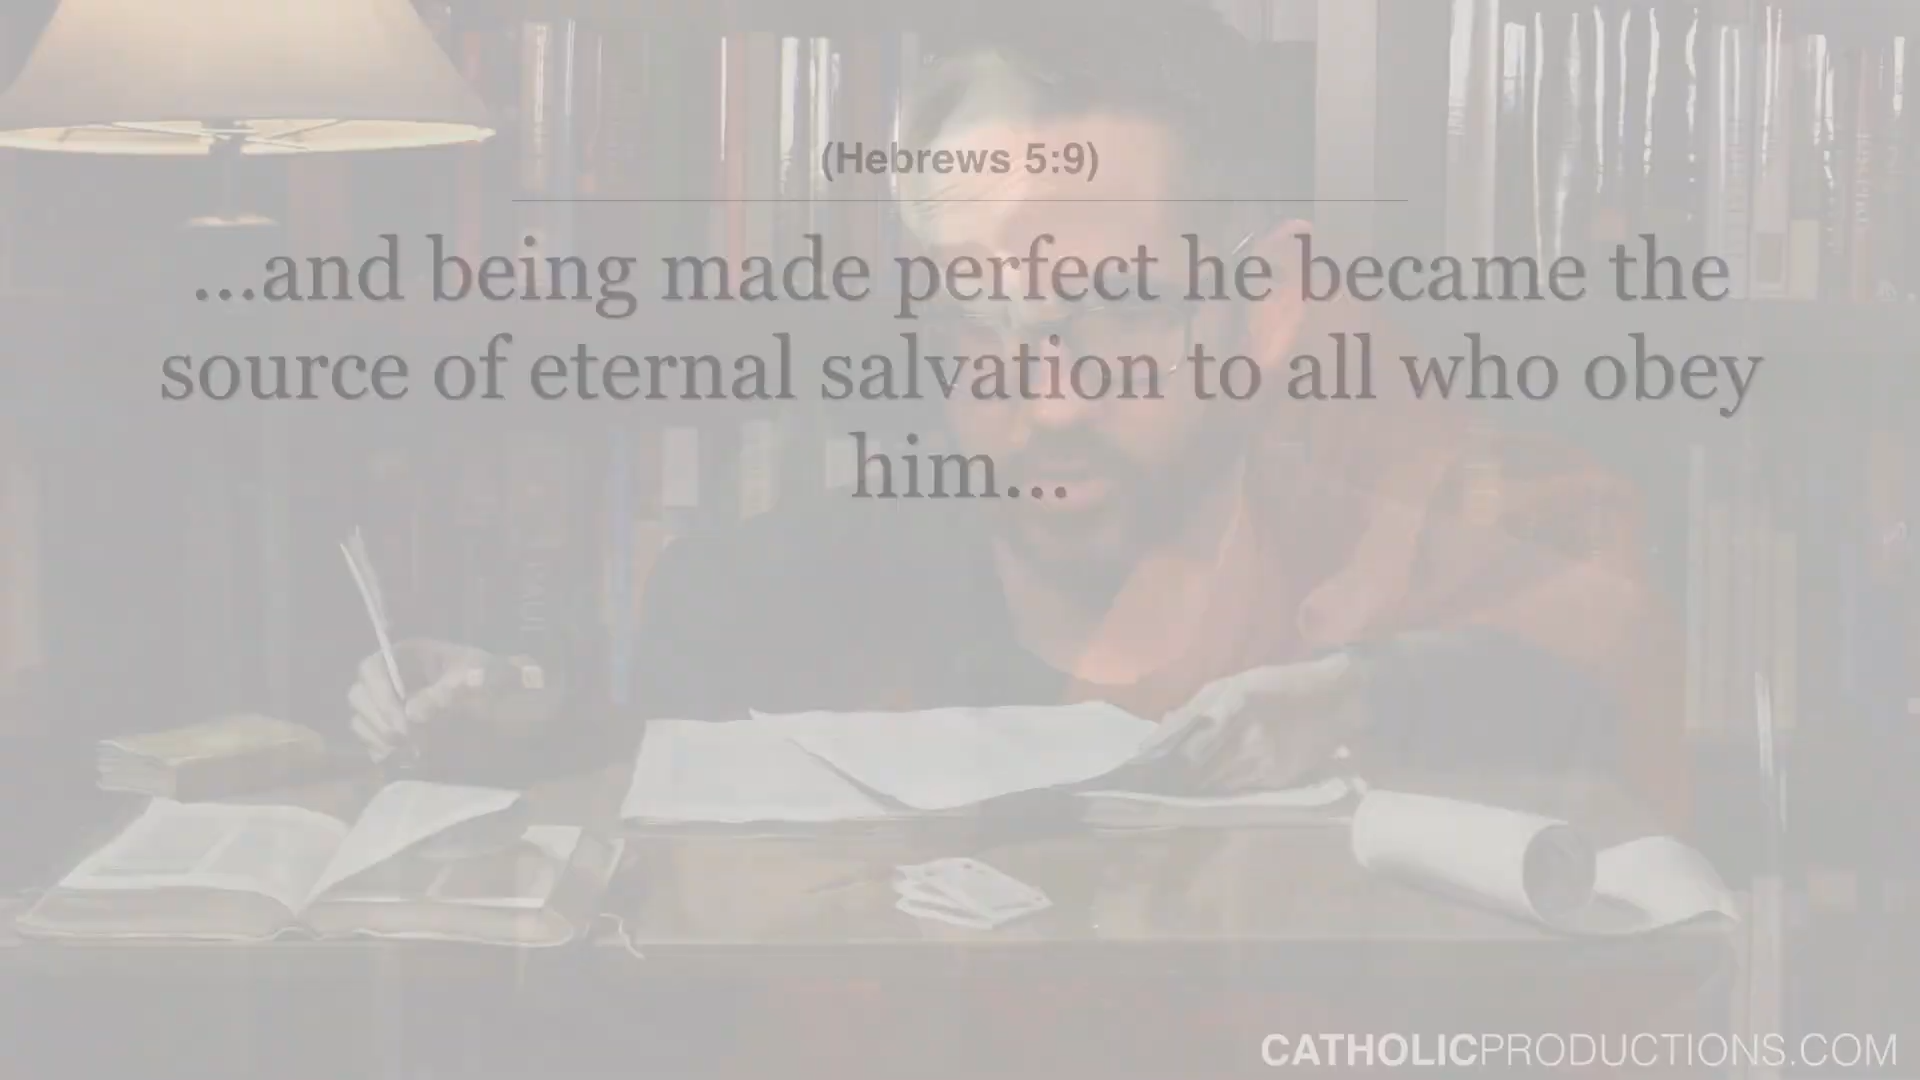 (Hebrews 5:9)
...and being made perfect he became the
source of eternal salvation to all who obey
him...
CATHOLICPRODUCTIONS.COM